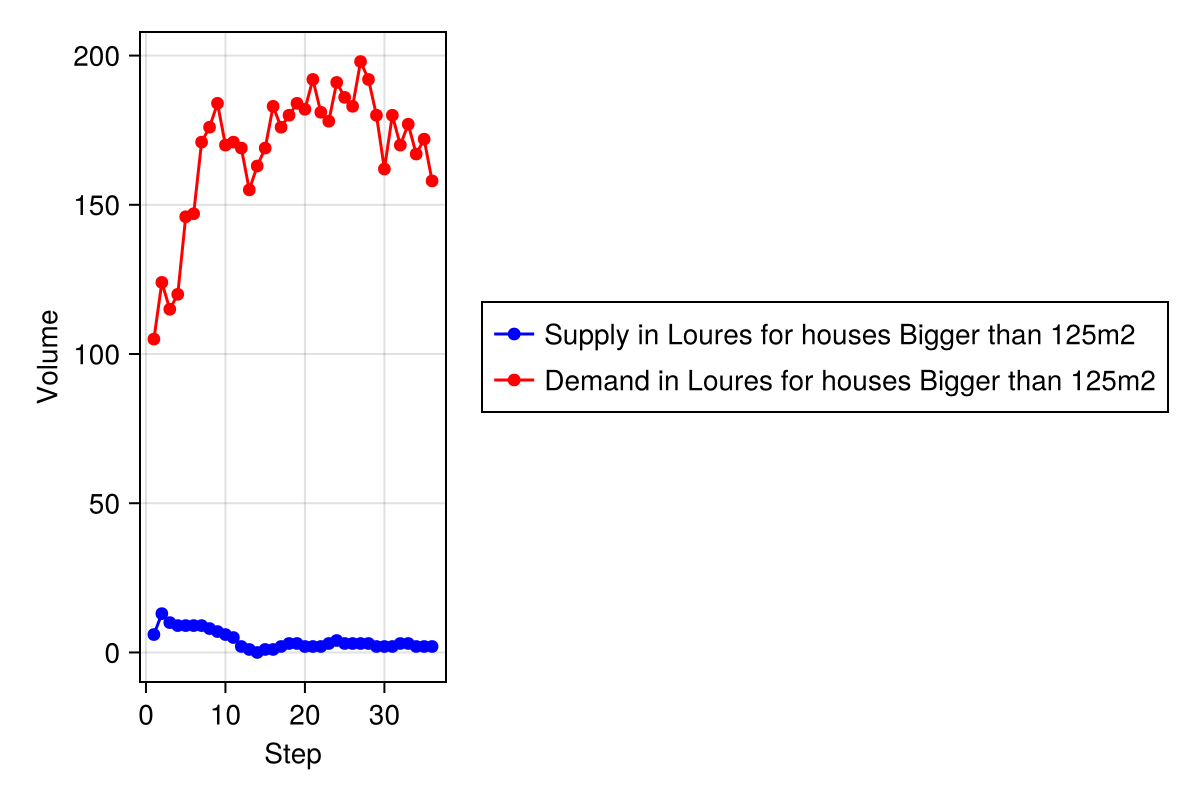 200
150
100
50
0
Volume
0 10 20 30
Step
Supply in Loures for houses Bigger than 125m2
Demand in Loures for houses Bigger than 125m2